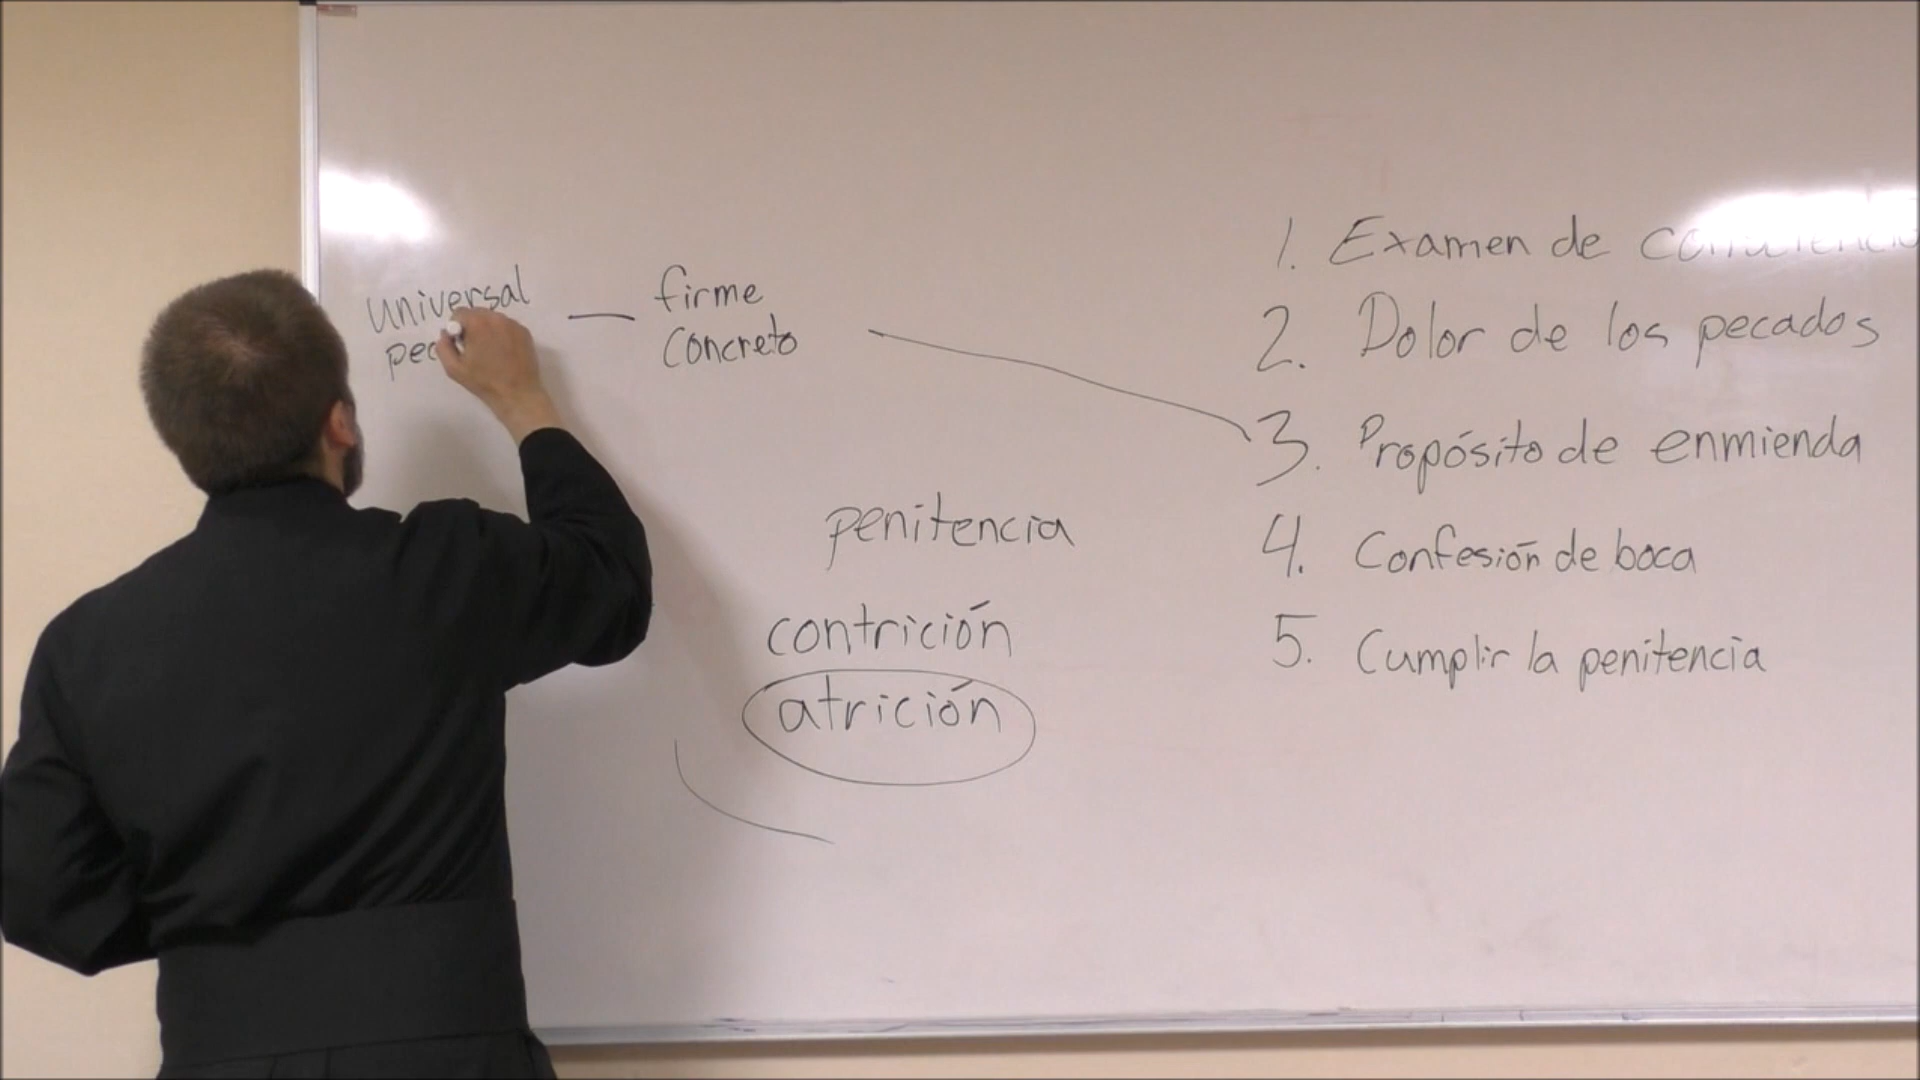 universal
firme
concreto
penitencia
contrición
atrición
1. Examen de
2. Dolor de los pecados
3. Propósito de enmienda
4. Confesión de boca
5. Cumplir la penitencia